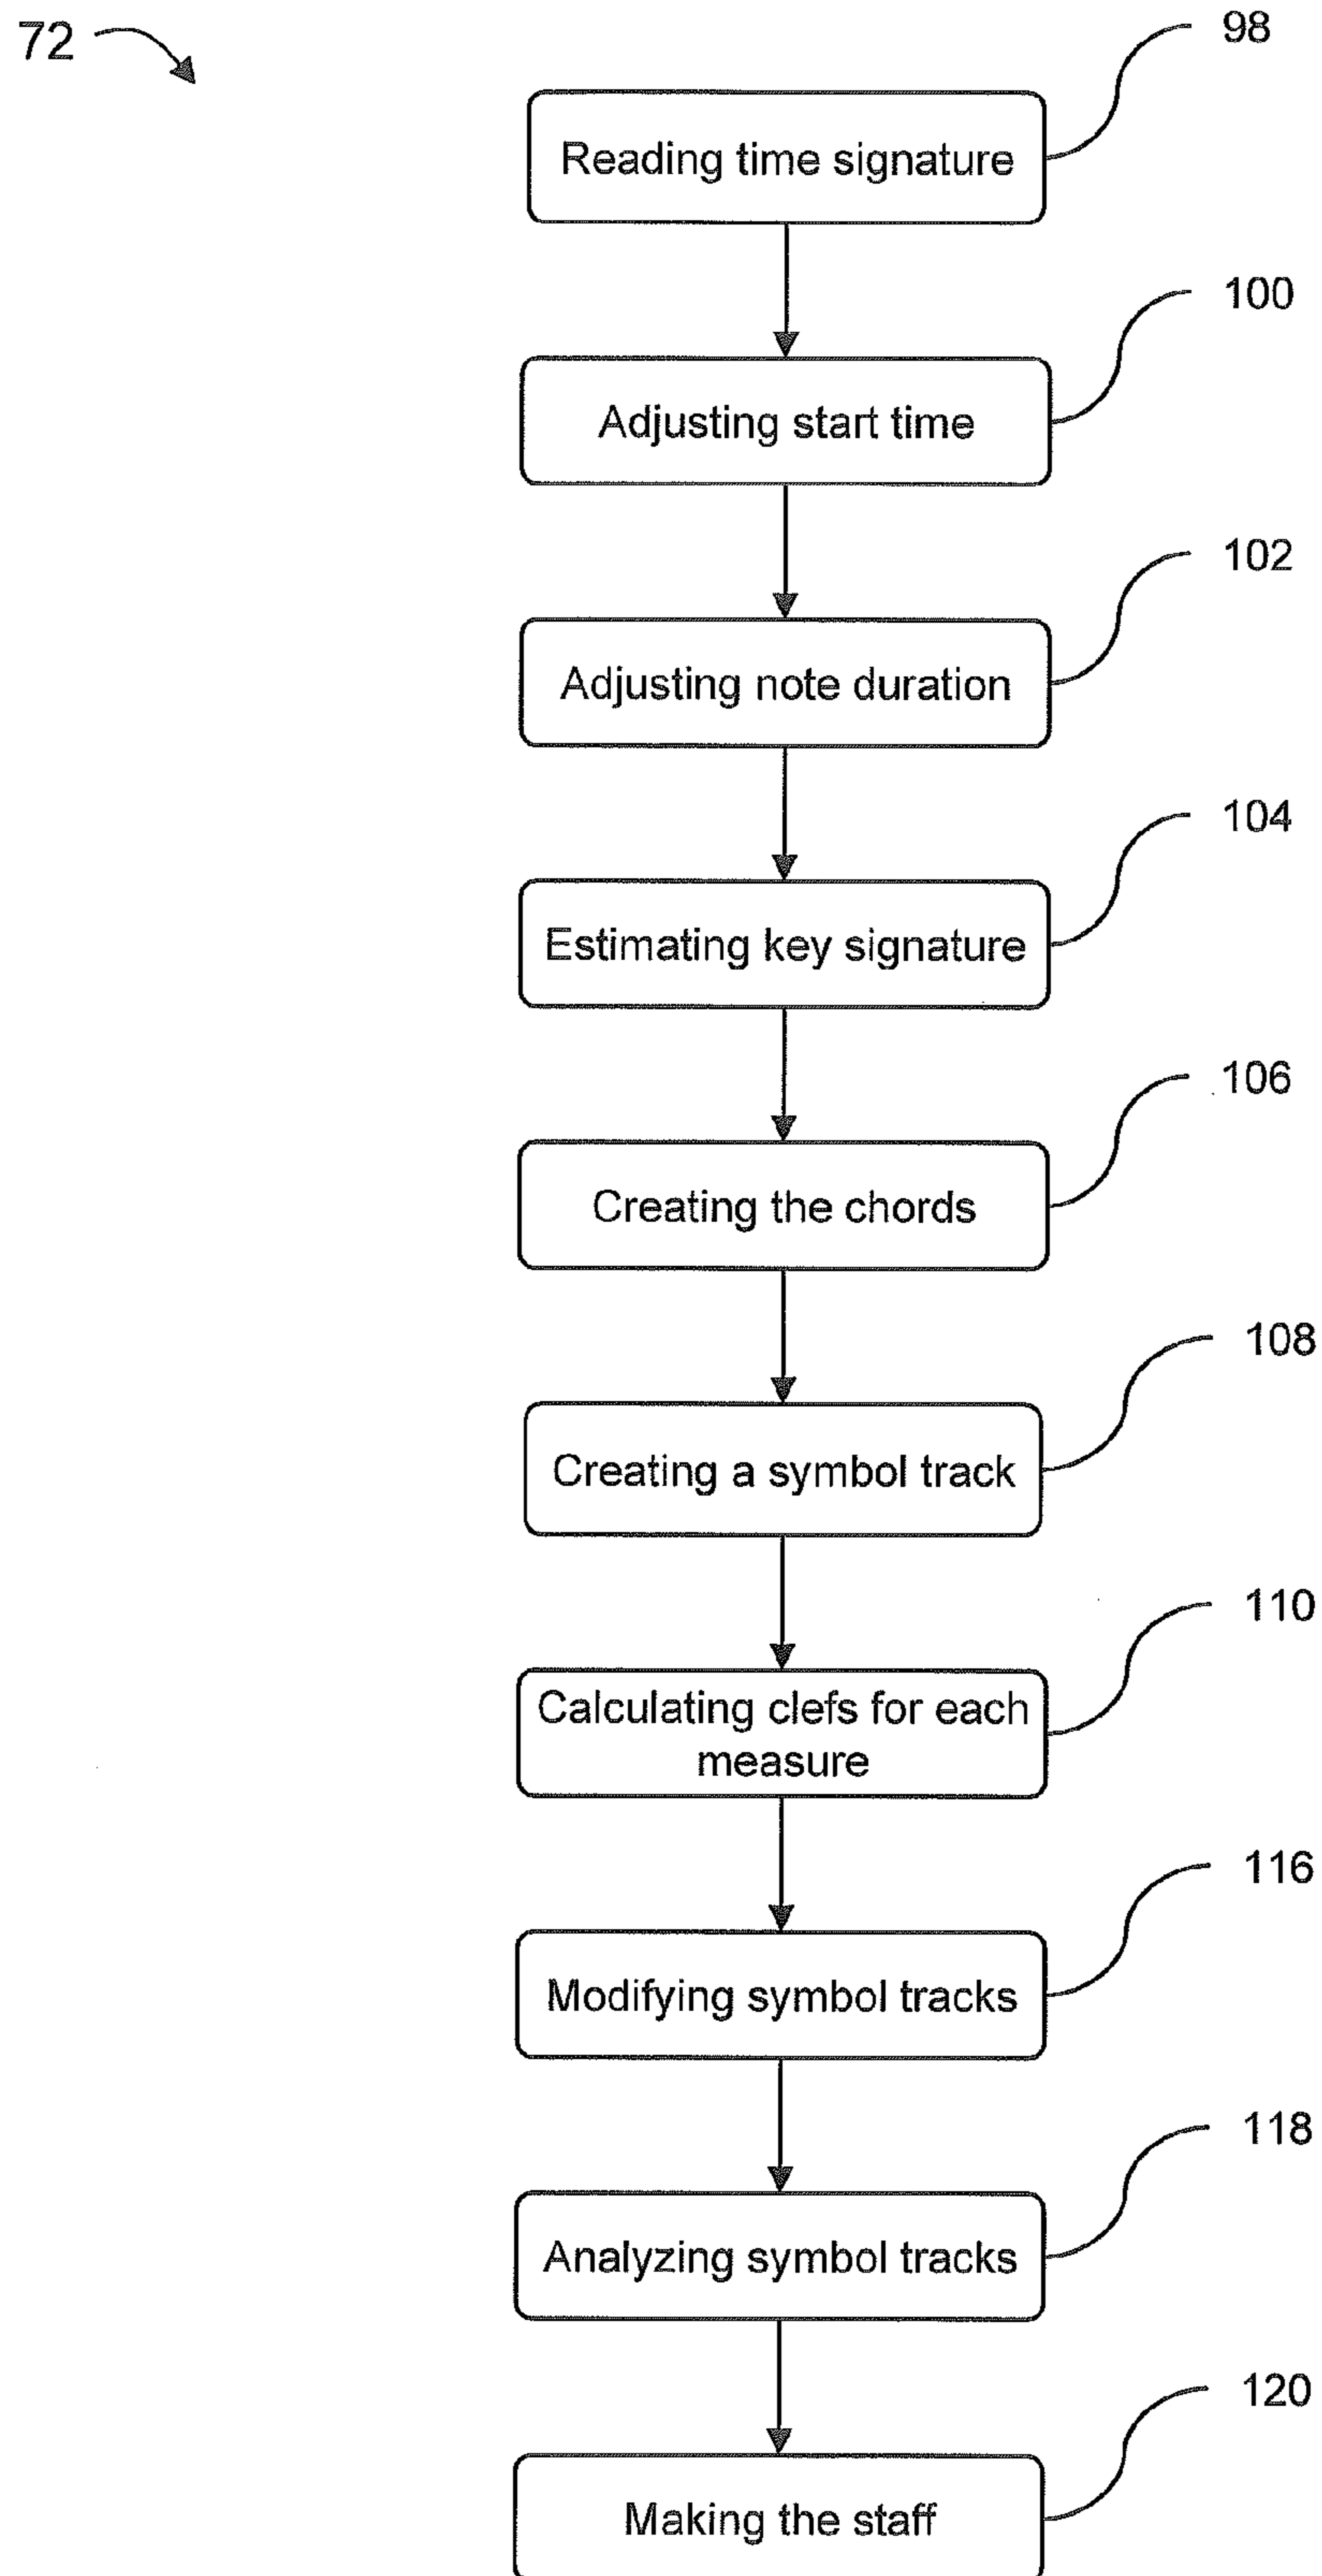 72
98
Reading time signature
100
Adjusting start time
102
Adjusting note duration
104
Estimating key signature
106
Creating the chords
108
Creating a symbol track
110
Calculating clefs for each
measure
116
Modifying symbol tracks
118
Analyzing symbol tracks
120
Making the staff